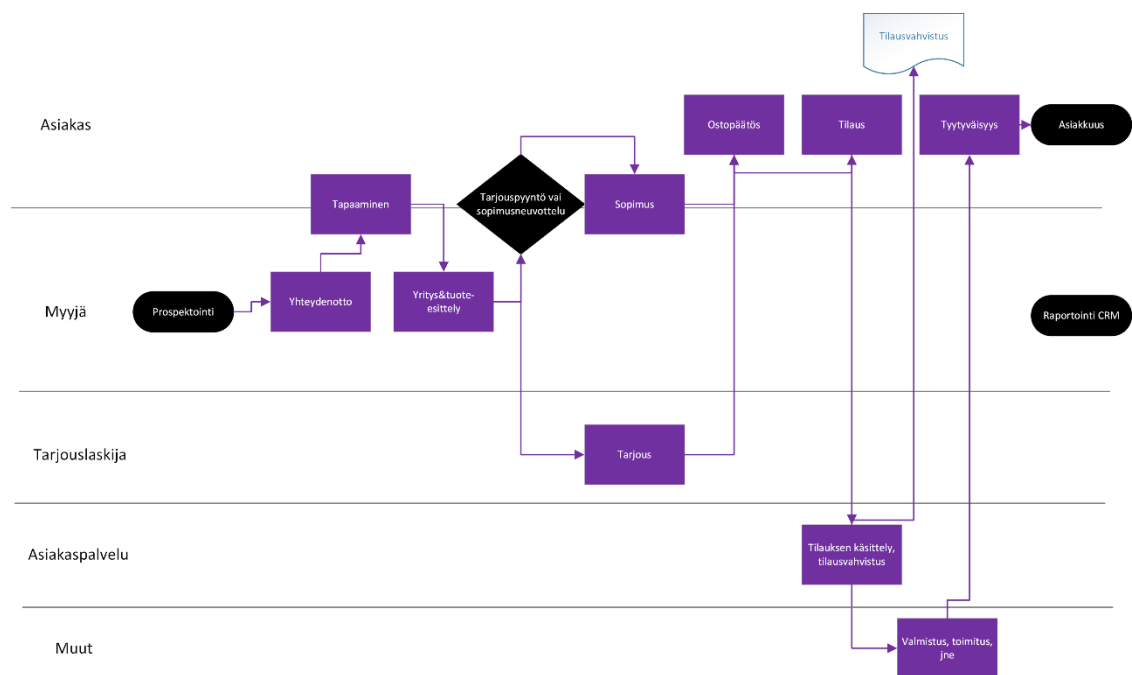 Tilausvahvistus
Asiakas
Ostopäätös
Tilaus
Tyytyväisyys
Asiakkuus
Tapaaminen
Tarjouspyyntö vai
sopimusneuvottelu
Sopimus
Myyjä
Prospektointi
Yhteydenotto
Yritys&tuote-
esittely
Raportointi CRM
Tarjouslaskija
Tarjous
Asiakaspalvelu
Tilauksen käsittely,
tilausvahvistus
Muut
Valmistus, toimitus,
jne